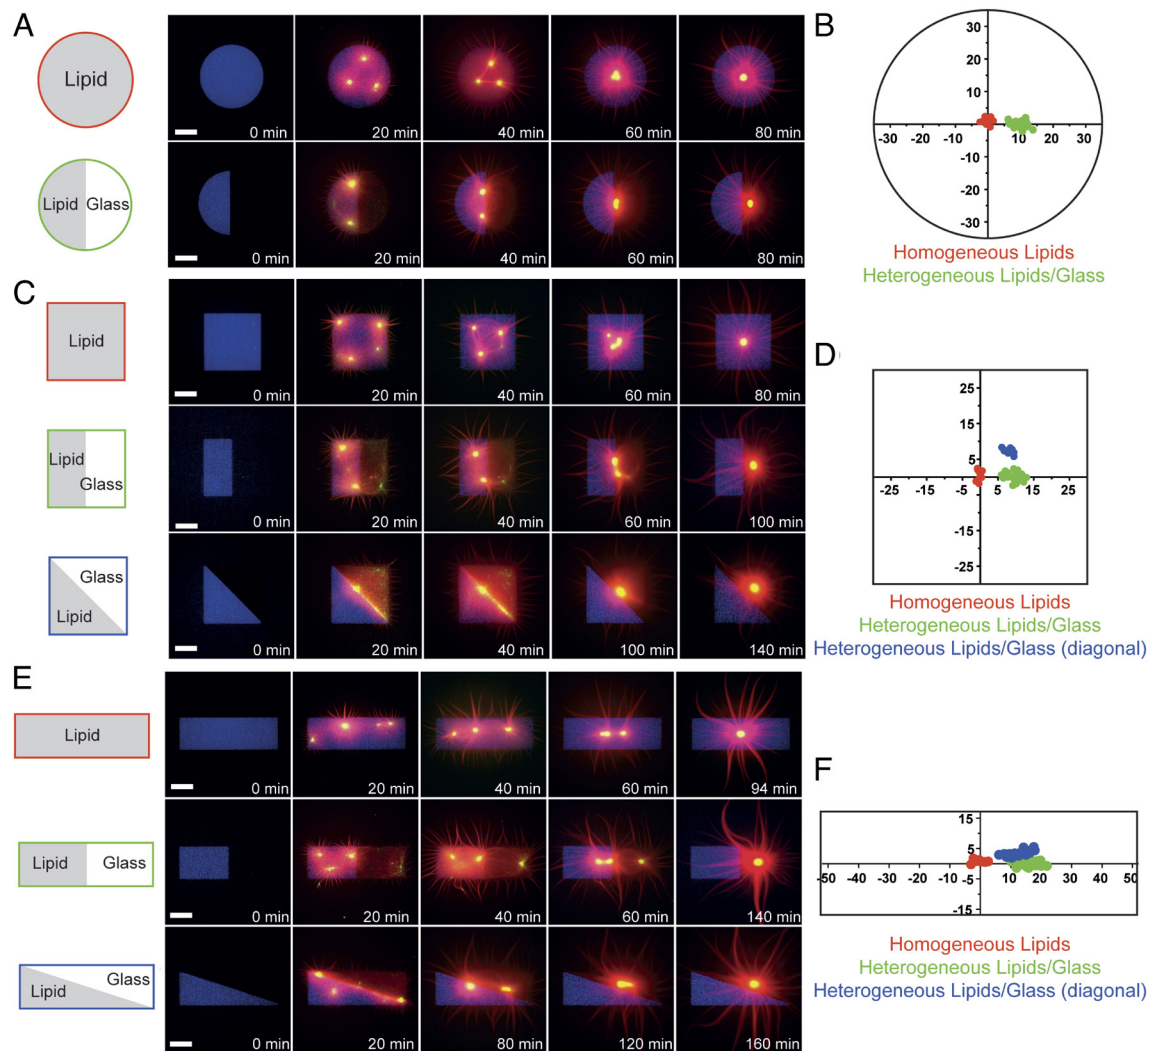 A
Lipid
0 min
20 min
40 min
60 min
80 min
Lipid
Glass
0 min
20 min
40 min
60 min
80 min
B
30
20
10
-30
-20
-10
10
20
30
-10
-20
-30
Homogeneous Lipids
Heterogeneous Lipids/Glass
C
Lipid
0 min
20 min
40 min
60 min
80 min
Lipid
Glass
0 min
20 min
40 min
60 min
100 min
Glass
Lipid
0 min
20 min
40 min
100 min
140 min
D
25
15
5
-25
-15
-5
5
15
25
-5
-15
-25
Homogeneous Lipids
Heterogeneous Lipids/Glass
Heterogeneous Lipids/Glass (diagonal)
E
Lipid
0 min
20 min
40 min
60 min
94 min
Lipid
Glass
0 min
20 min
40 min
60 min
140 min
Glass
Lipid
0 min
20 min
80 min
120 min
160 min
F
15
5
-50
-40
-30
-20
-10
10
20
30
40
50
-5
-15
Homogeneous Lipids
Heterogeneous Lipids/Glass
Heterogeneous Lipids/Glass (diagonal)